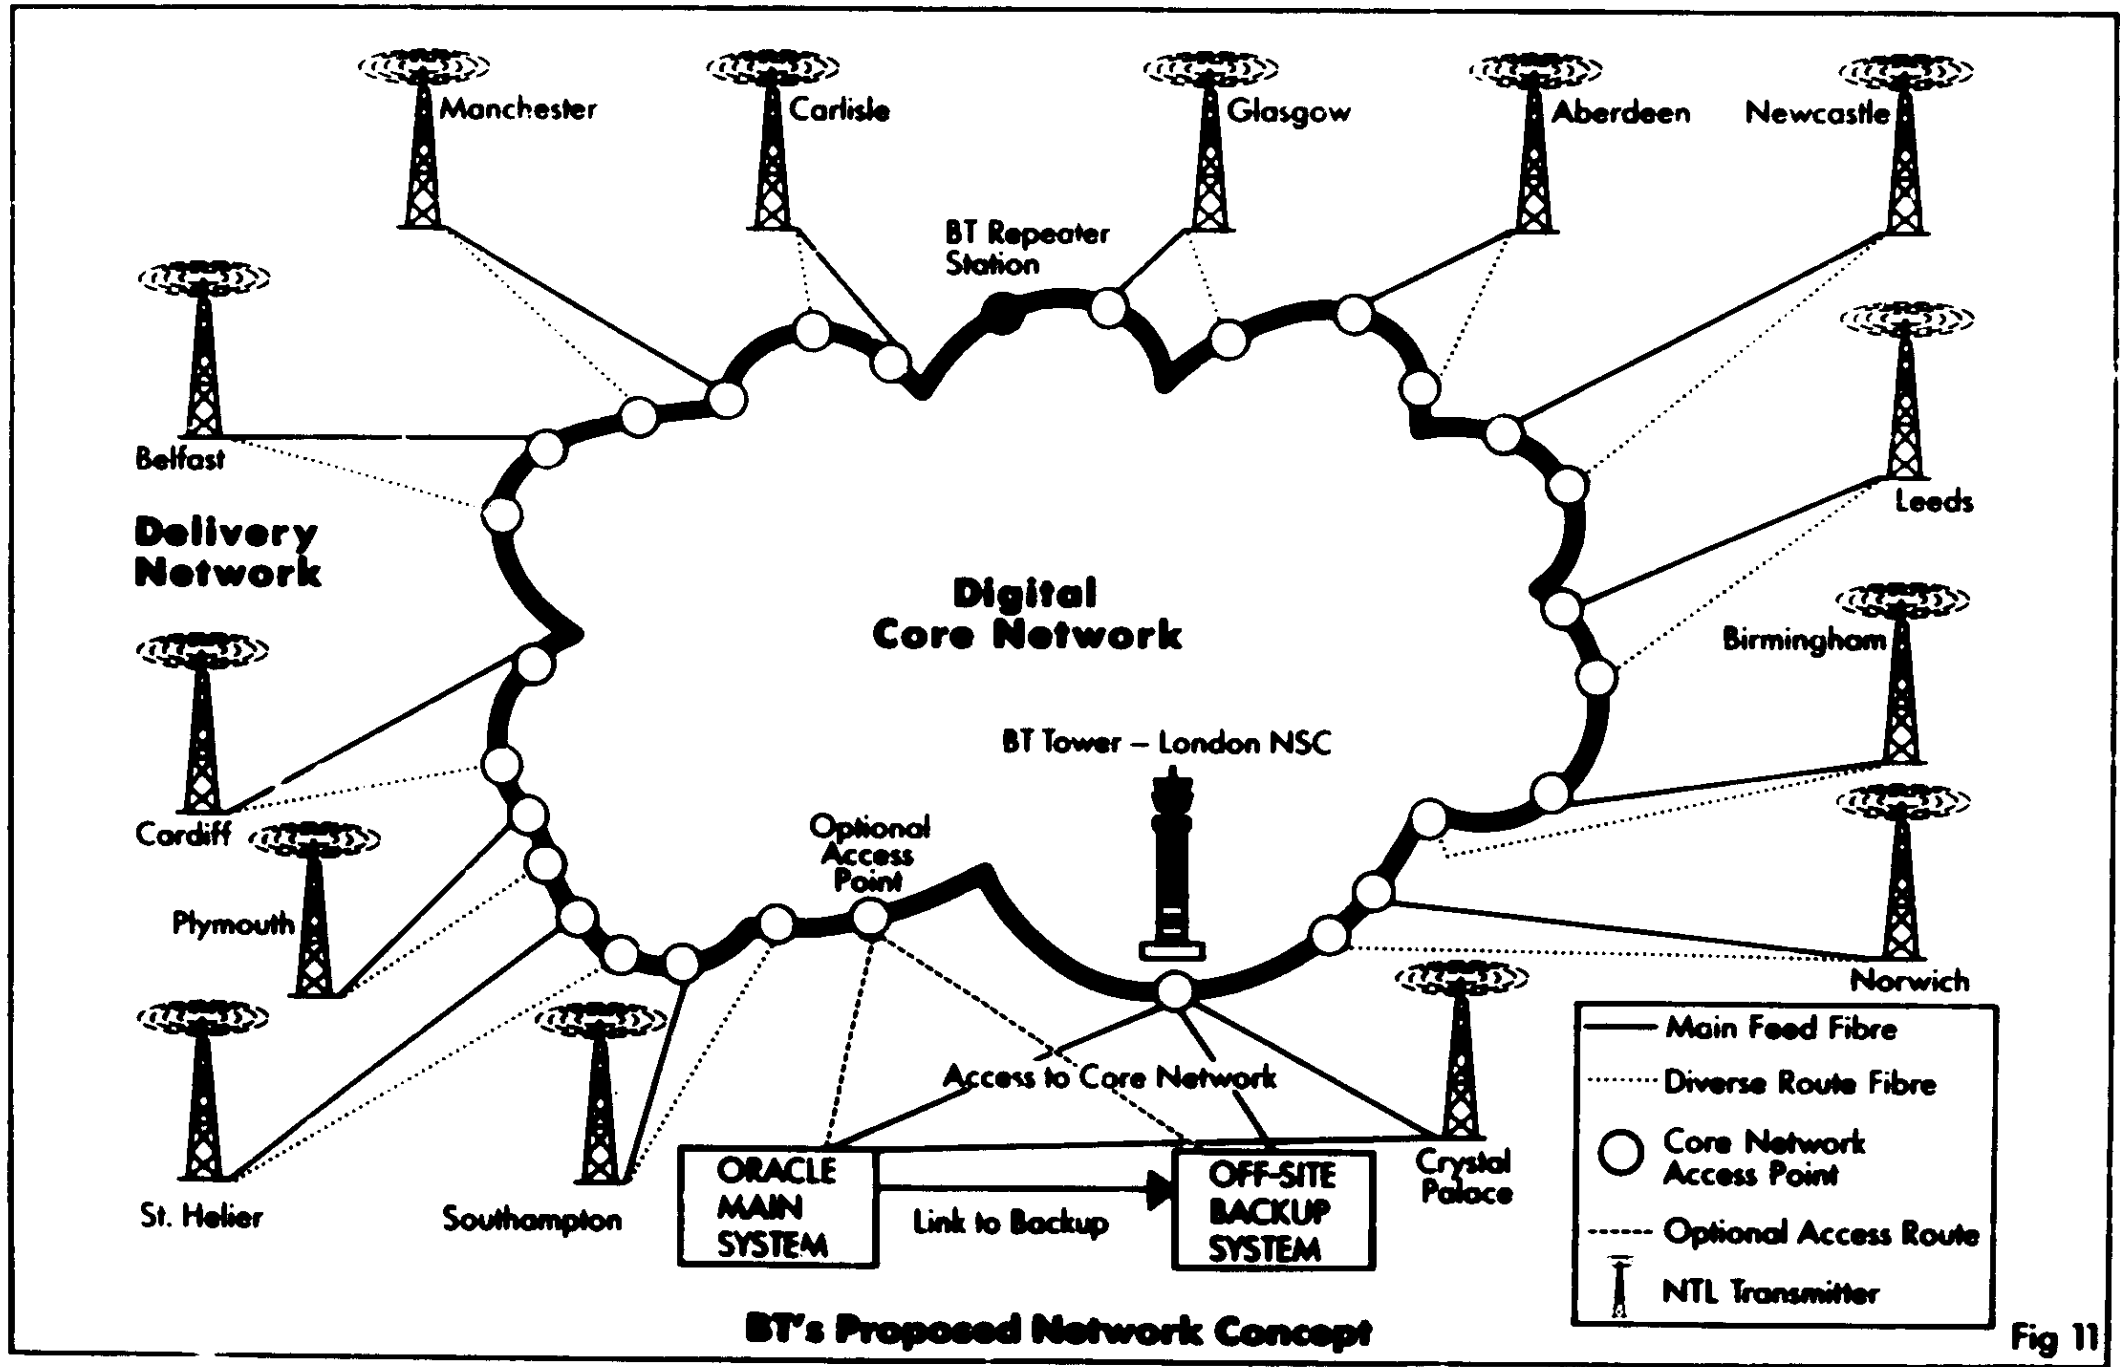 Manchester
Carlisle
Glasgow
Aberdeen
Newcastle
BT Repeater
Station
Belfast
Leeds
Delivery
Network
Digital
Core Network
Birmingham
BT Tower – London NSC
Cardiff
Optional
Access
Point
Plymouth
Norwich
Main Feed Fibre
Access to Core Network
Diverse Route Fibre
Core Network
Access Point
ORACLE
MAIN
SYSTEM
OFF-SITE
BACKUP
SYSTEM
Crystal
Palace
St. Helier
Southampton
Link to Backup
Optional Access Route
NTL Transmitter
BT's Proposed Network Concept
Fig 11